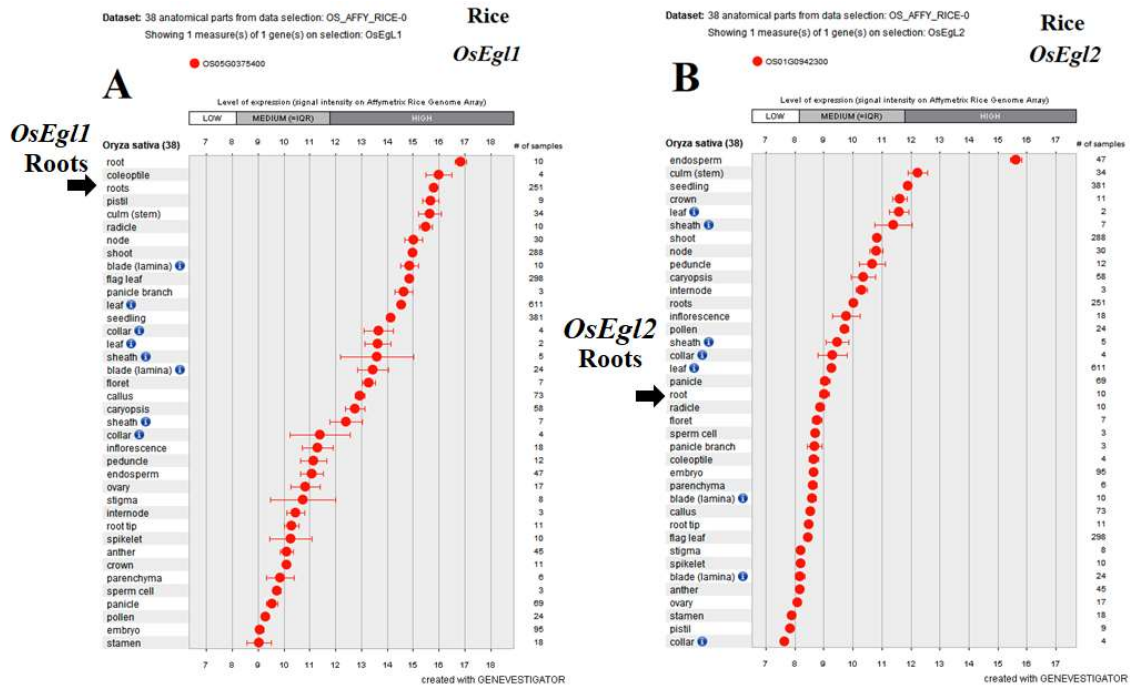 Dataset: 38 anatomical parts from data selection: OS_AFFY_RICE-0
Showing 1 measure(s) of 1 gene(s) on selection: OsEgL1
Rice
OsEgl1
OS05G0375400
A
Level of expression (signal intensity on Affymetrix Rice Genome Array)
LOW MEDIUM (=IQR) HIGH
OsEgl1
Roots
Oryza sativa (38) 7 8 9 10 11 12 13 14 15 16 17 18 # of samples
root 10
coleoptile 4
roots 251
pistil 9
culm (stem) 34
radicle 10
node 30
shoot 288
blade (lamina) 10
flag leaf 298
panicle branch 3
leaf 611
seedling 381
collar 4
leaf 2
sheath 5
blade (lamina) 24
floret 7
callus 73
caryopsis 58
sheath 7
collar 4
inflorescence 18
peduncle 12
endosperm 47
ovary 17
stigma 8
internode 3
root tip 11
spikelet 10
anther 45
crown 11
parenchyma 6
sperm cell 3
panicle 69
pollen 24
embryo 95
stamen 18
7 8 9 10 11 12 13 14 15 16 17 18
created with GENEVESTIGATOR
Dataset: 38 anatomical parts from data selection: OS_AFFY_RICE-0
Showing 1 measure(s) of 1 gene(s) on selection: OsEgL2
Rice
OsEgl2
OS01G0942300
B
Level of expression (signal intensity on Affymetrix Rice Genome Array)
LOW MEDIUM (=IQR) HIGH
OsEgl2
Roots
Oryza sativa (38) 7 8 9 10 11 12 13 14 15 16 17 # of samples
endosperm 47
culm (stem) 34
seedling 381
crown 11
leaf 2
sheath 7
shoot 288
node 30
peduncle 12
caryopsis 58
internode 3
roots 251
inflorescence 18
pollen 24
sheath 5
collar 4
leaf 611
panicle 69
root 10
radicle 10
floret 7
sperm cell 3
panicle branch 3
coleoptile 4
embryo 95
parenchyma 6
blade (lamina) 10
callus 73
root tip 11
flag leaf 298
stigma 8
spikelet 10
blade (lamina) 24
anther 45
ovary 17
stamen 18
pistil 9
collar 4
7 8 9 10 11 12 13 14 15 16 17
created with GENEVESTIGATOR